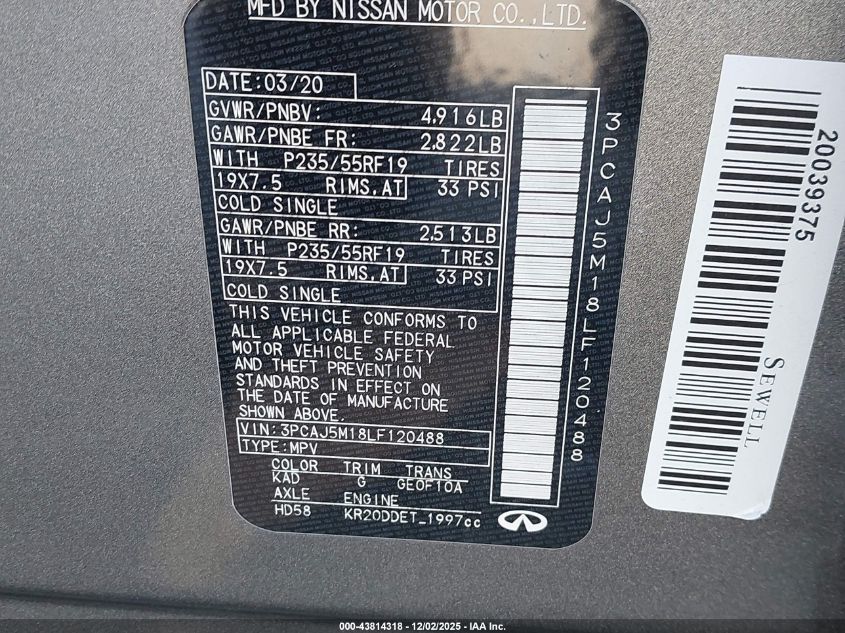 MFD BY NISSAN MOTOR CO.,LTD.
DATE:03/20
GVWR/PNBV: 4,916LB
GAWR/PNBE FR: 2,822LB
WITH P235/55RF19 TIRES
19X7.5 RIMS,AT 33 PSI
COLD SINGLE
GAWR/PNBE RR: 2,513LB
WITH P235/55RF19 TIRES
19X7.5 RIMS,AT 33 PSI
COLD SINGLE
THIS VEHICLE CONFORMS TO
ALL APPLICABLE FEDERAL
MOTOR VEHICLE SAFETY
AND THEFT PREVENTION
STANDARDS IN EFFECT ON
THE DATE OF MANUFACTURE
SHOWN ABOVE.
VIN:3PCAJ5M18LF120488
TYPE:MPV
COLOR TRIM TRANS
KAD G GEOF10A
AXLE ENGINE
HD58 KR20DDET_1997cc
3PCAJ5M18LF120488
20039375
SEWELL
000-43814318 - 12/02/2025 - IAA Inc.